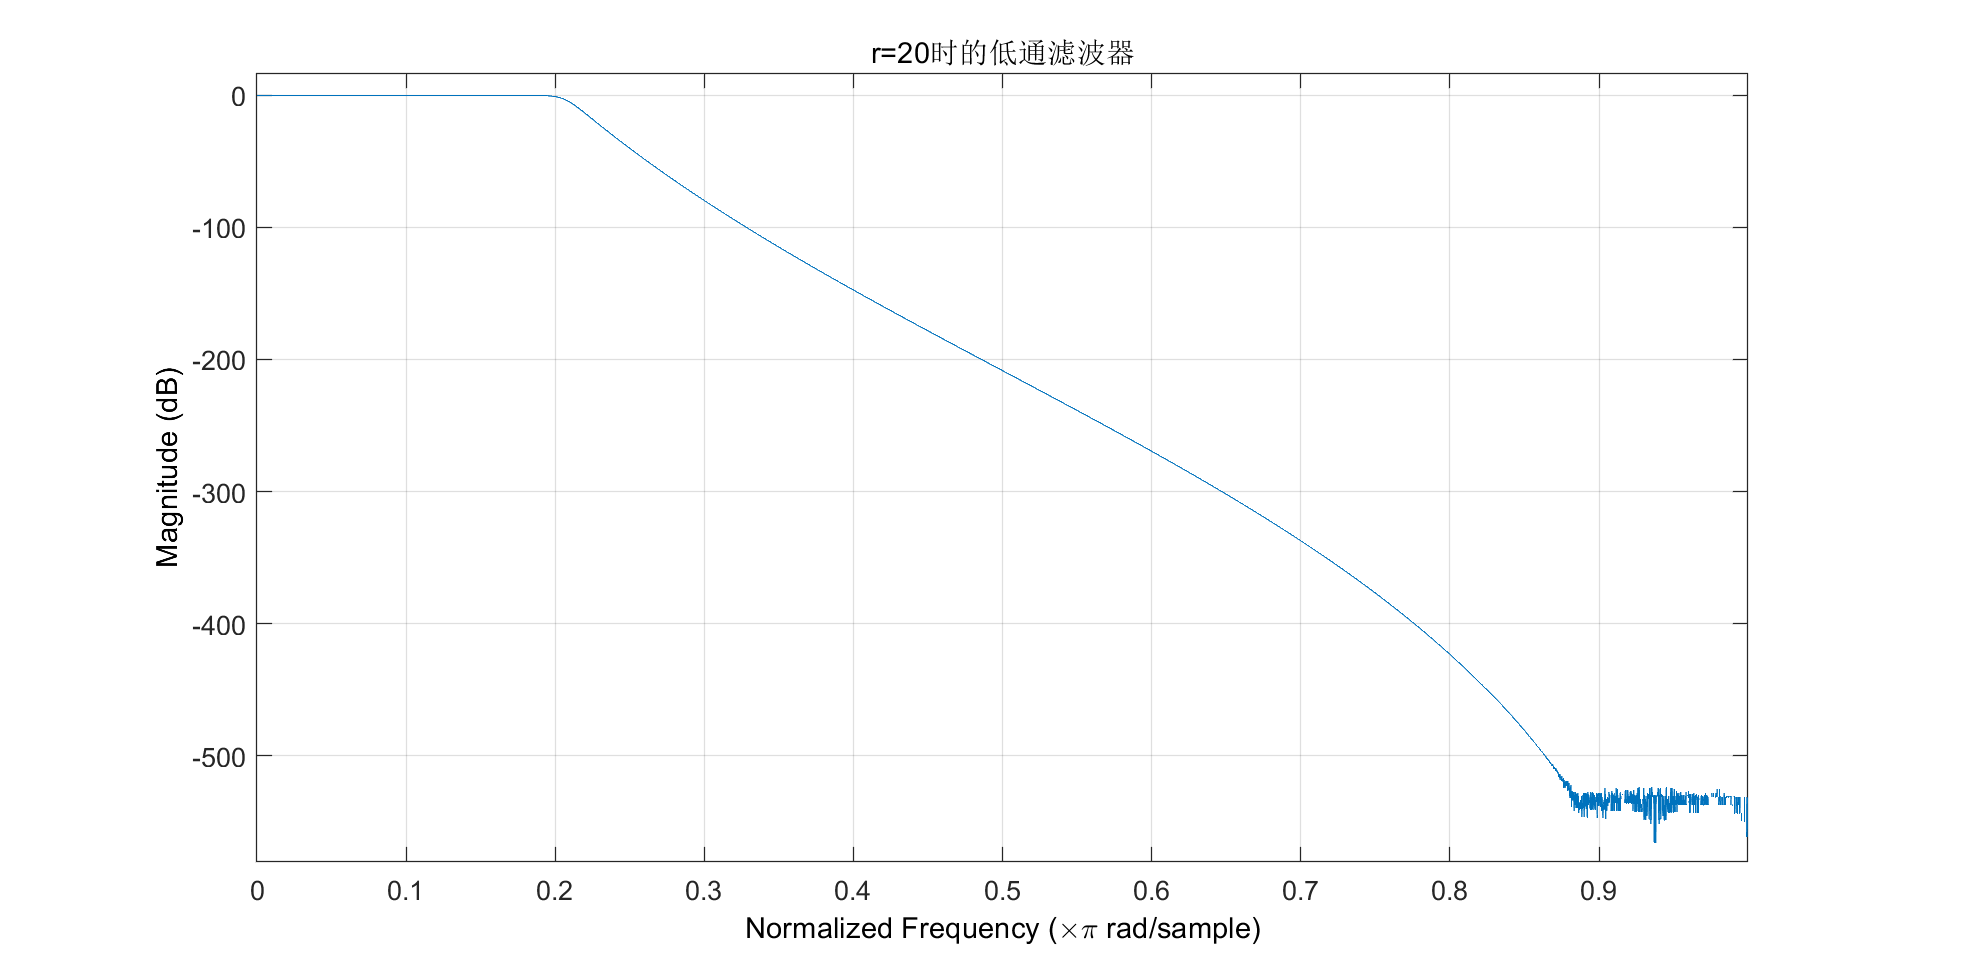 r=20时的低通滤波器
0
-100
-200
-300
-400
-500
Magnitude (dB)
0 0.1 0.2 0.3 0.4 0.5 0.6 0.7 0.8 0.9
Normalized Frequency (×π rad/sample)